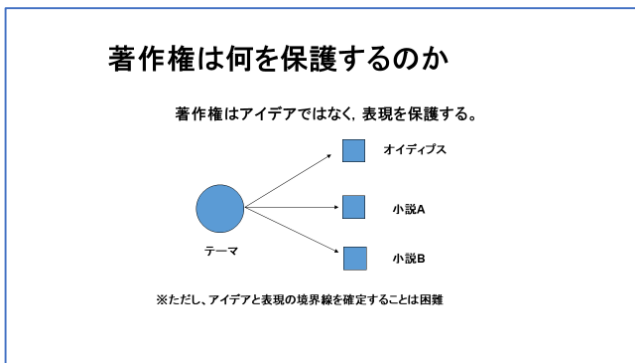 著作権は何を保護するのか
著作権はアイデアではなく, 表現を保護する。
オイディプス
小説A
テーマ
小説B
※ただし、アイデアと表現の境界線を確定することは困難